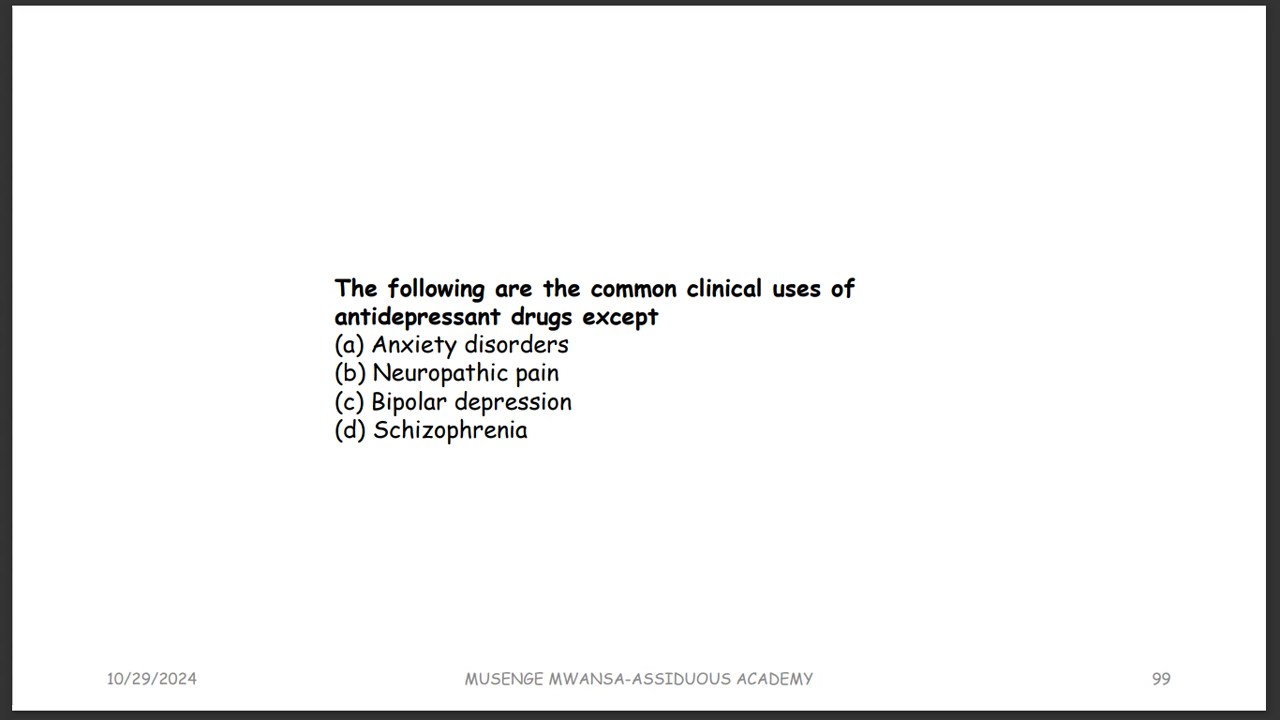 The following are the common clinical uses of
antidepressant drugs except
(a) Anxiety disorders
(b) Neuropathic pain
(c) Bipolar depression
(d) Schizophrenia
10/29/2024
MUSENGE MWANSA-ASSIDUOUS ACADEMY
99